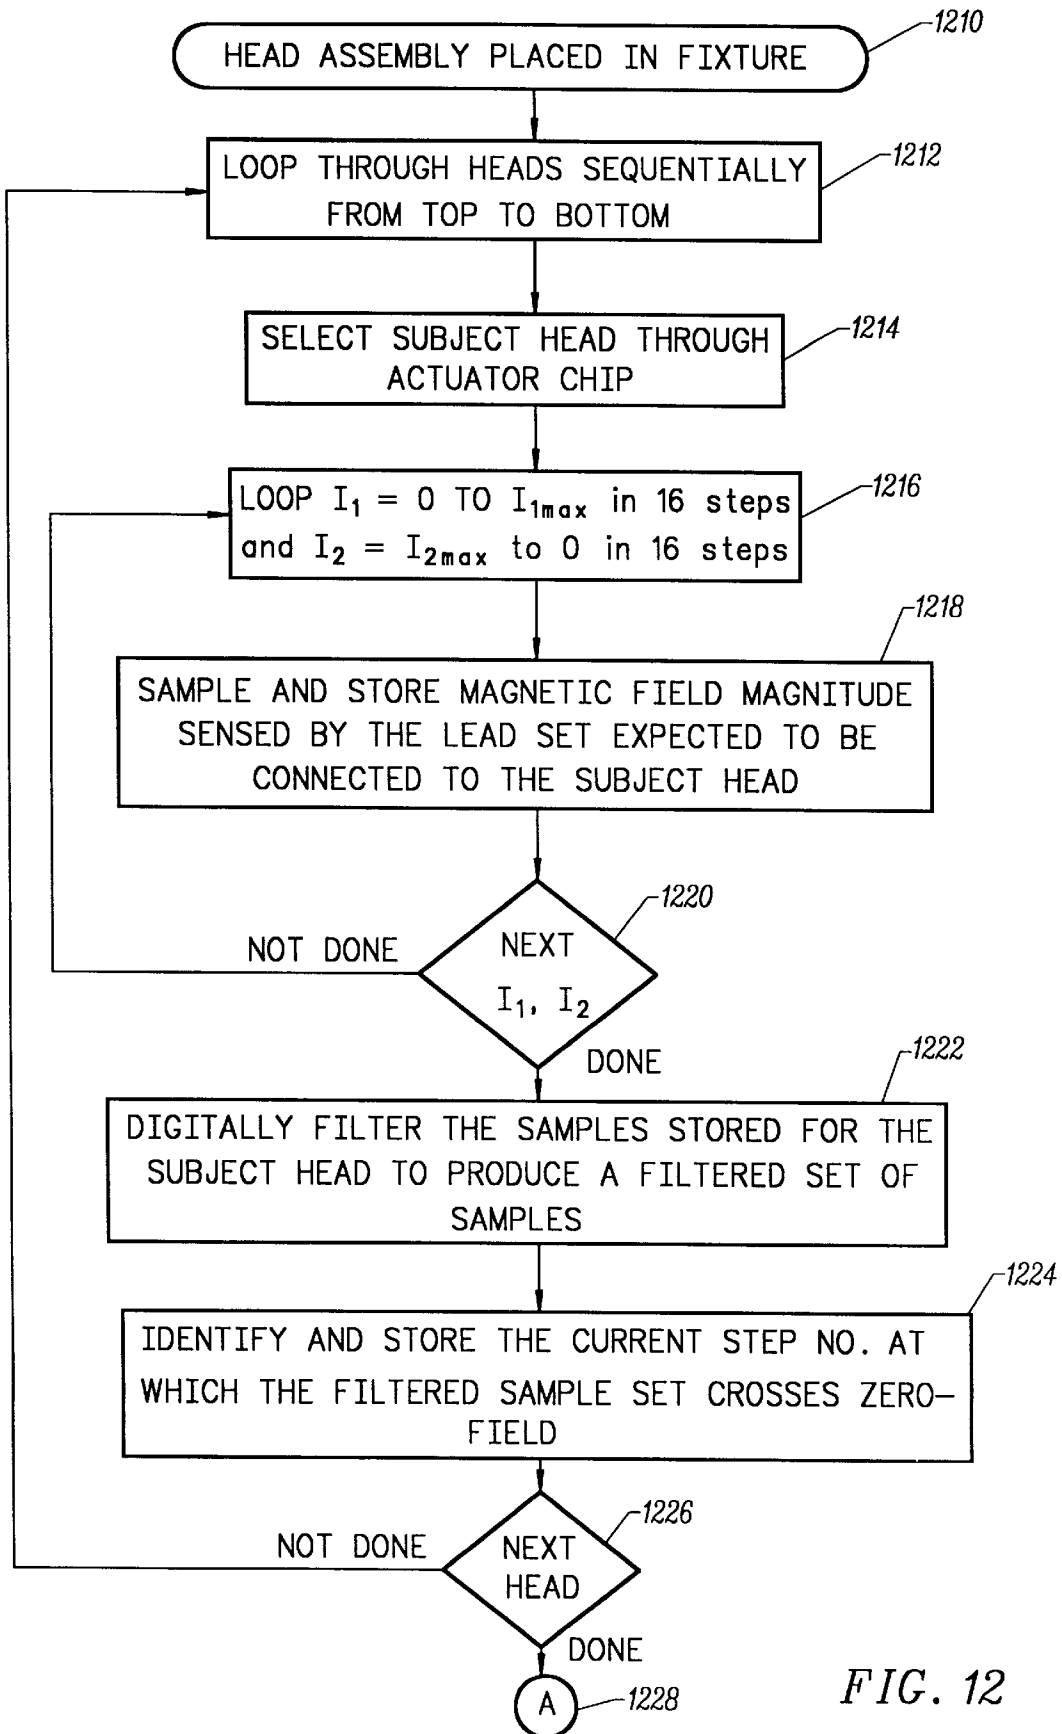 1210
HEAD ASSEMBLY PLACED IN FIXTURE
1212
LOOP THROUGH HEADS SEQUENTIALLY
FROM TOP TO BOTTOM
1214
SELECT SUBJECT HEAD THROUGH
ACTUATOR CHIP
1216
LOOP I₁ = 0 TO I₁ₘₐₓ in 16 steps
and I₂ = I₂ₘₐₓ to 0 in 16 steps
1218
SAMPLE AND STORE MAGNETIC FIELD MAGNITUDE
SENSED BY THE LEAD SET EXPECTED TO BE
CONNECTED TO THE SUBJECT HEAD
1220
NOT DONE
NEXT
I₁, I₂
DONE
1222
DIGITALLY FILTER THE SAMPLES STORED FOR THE
SUBJECT HEAD TO PRODUCE A FILTERED SET OF
SAMPLES
1224
IDENTIFY AND STORE THE CURRENT STEP NO. AT
WHICH THE FILTERED SAMPLE SET CROSSES ZERO-
FIELD
1226
NOT DONE
NEXT
HEAD
DONE
A
1228
FIG. 12